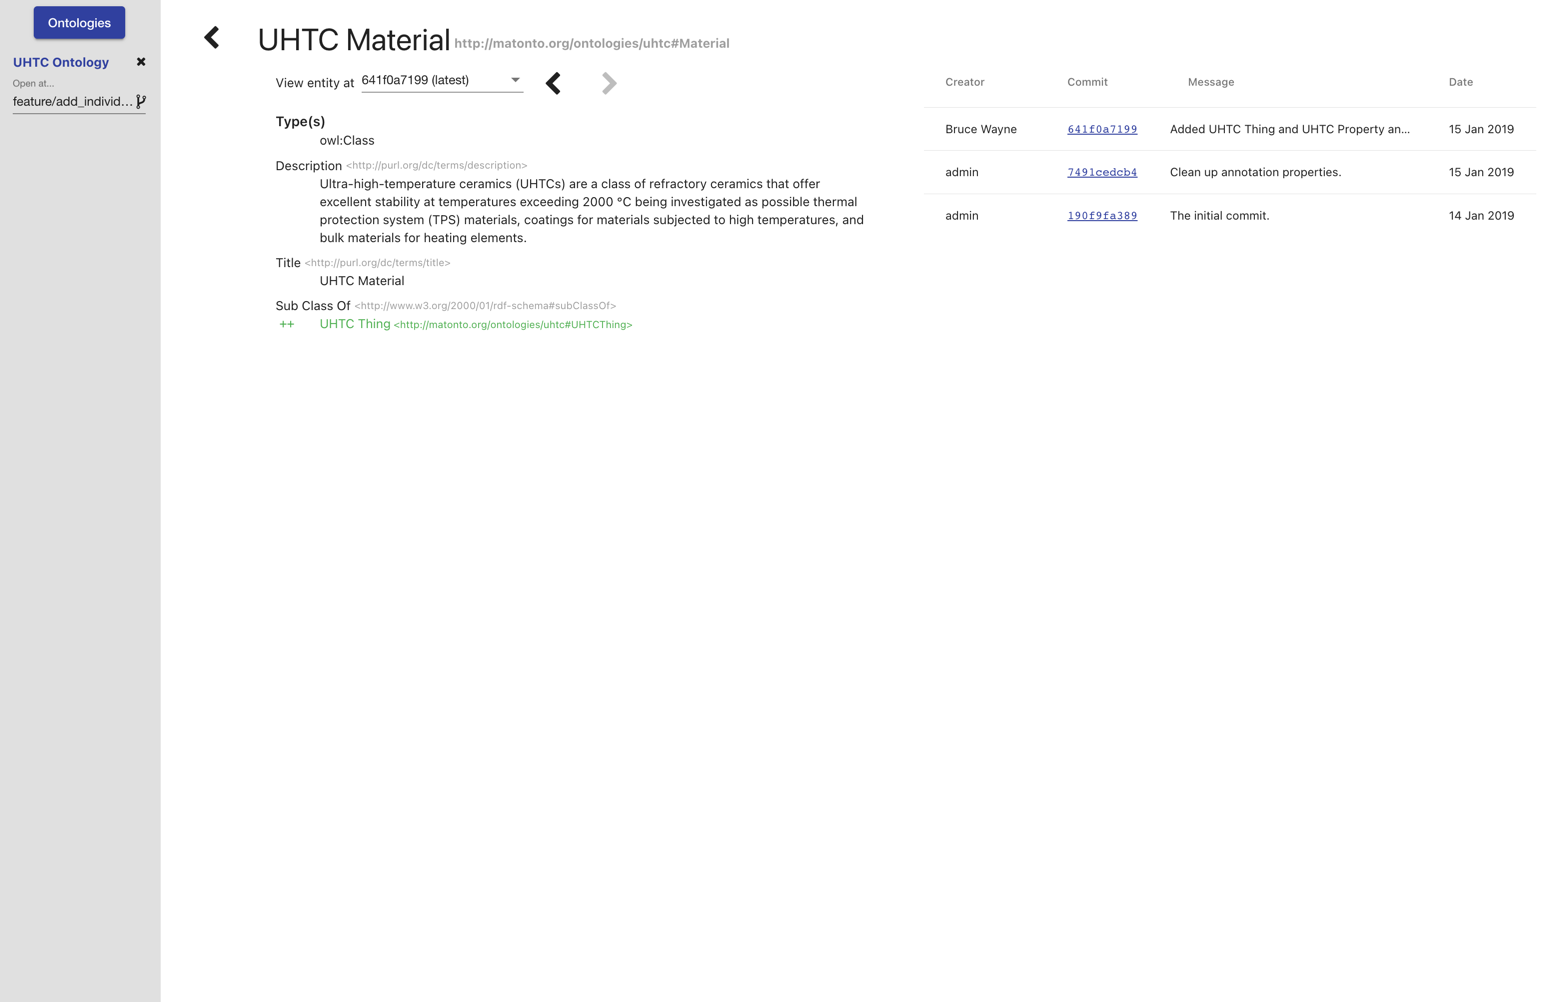 Ontologies
UHTC Ontology
Open at...
feature/add_individ...
UHTC Material http://matonto.org/ontologies/uhtc#Material
View entity at 641f0a7199 (latest)
Type(s)
owl:Class
Description <http://purl.org/dc/terms/description>
Ultra-high-temperature ceramics (UHTCs) are a class of refractory ceramics that offer
excellent stability at temperatures exceeding 2000 °C being investigated as possible thermal
protection system (TPS) materials, coatings for materials subjected to high temperatures, and
bulk materials for heating elements.
Title <http://purl.org/dc/terms/title>
UHTC Material
Sub Class Of <http://www.w3.org/2000/01/rdf-schema#subClassOf>
++ UHTC Thing <http://matonto.org/ontologies/uhtc#UHTCThing>
Creator Commit Message Date
Bruce Wayne 641f0a7199 Added UHTC Thing and UHTC Property an... 15 Jan 2019
admin 7491cedcb4 Clean up annotation properties. 15 Jan 2019
admin 190f9fa389 The initial commit. 14 Jan 2019